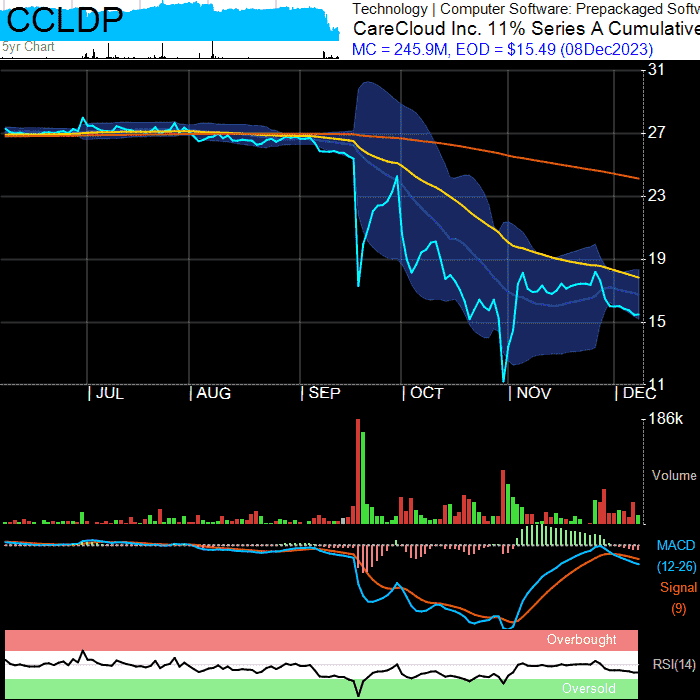 CCLDP
5yr Chart
Technology | Computer Software: Prepackaged Softw
CareCloud Inc. 11% Series A Cumulative
MC = 245.9M, EOD = $15.49 (08Dec2023)
31
27
23
19
15
11
JUL AUG SEP OCT NOV DEC
186k
Volume
MACD
(12-26)
Signal
(9)
Overbought
RSI(14)
Oversold